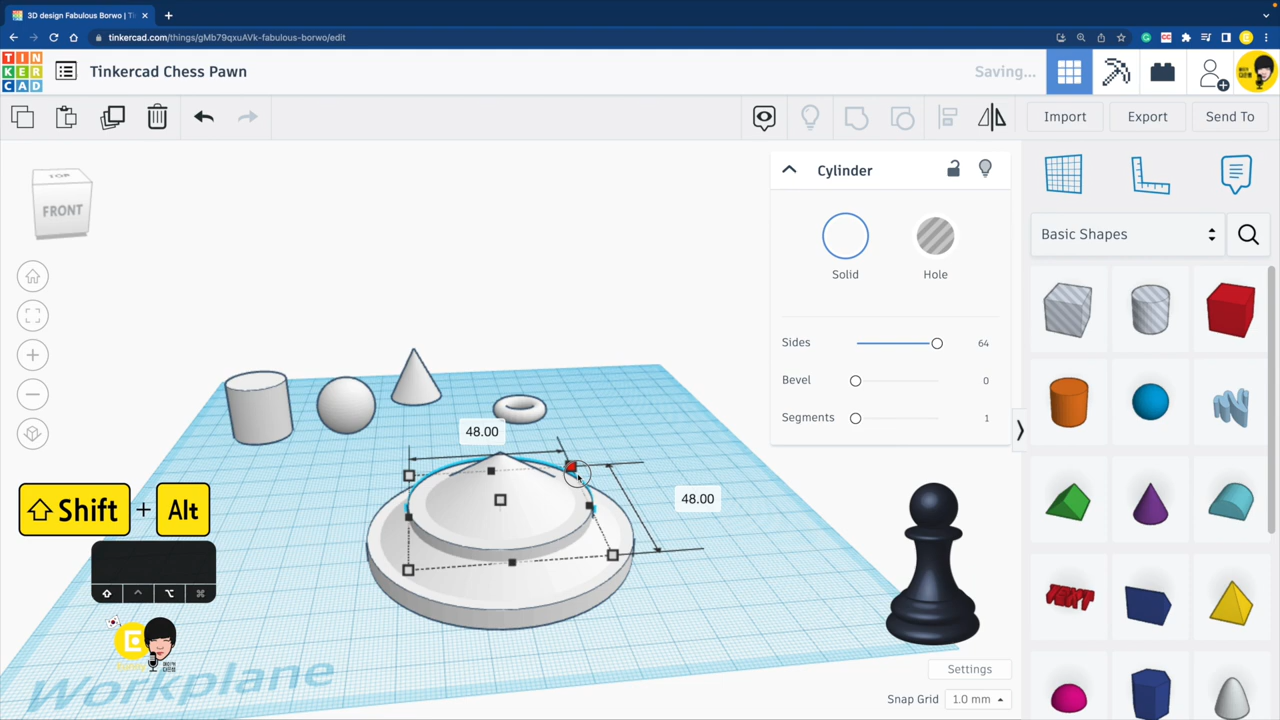 3D design Fabulous Borwo | Ti
tinkercad.com/things/gMb79qxuAVk-fabulous-borwo/edit
TIN
KER
CAD
Tinkercad Chess Pawn
Saving...
Import
Export
Send To
TOP
FRONT
Cylinder
Solid
Hole
Sides
64
Bevel
0
Segments
1
Basic Shapes
TEXT
48.00
48.00
Shift + Alt
Workplane
Settings
Snap Grid
1.0 mm